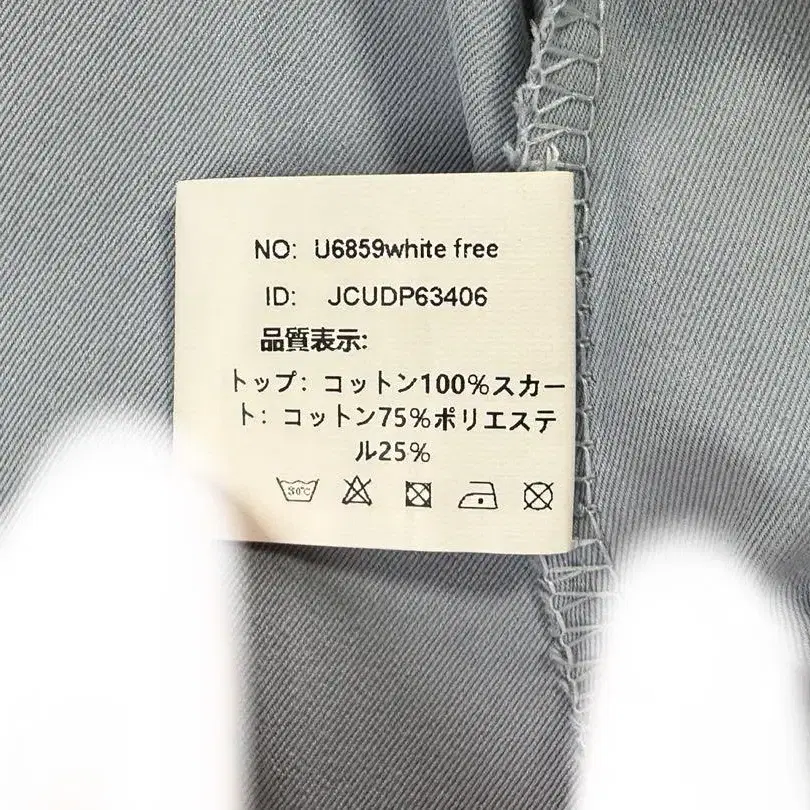 NO: U6859white free
ID: JCUDP63406
品質表示:
トップ: コットン100%スカー
ト: コットン75%ポリエステ
ル25%
30℃